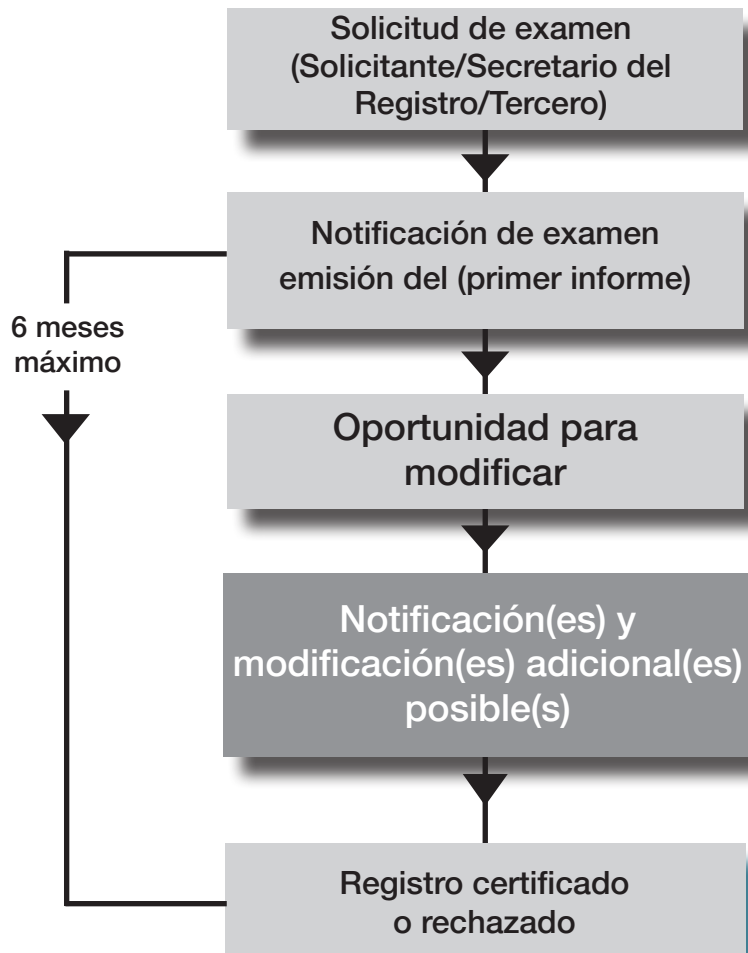 Solicitud de examen
(Solicitante/Secretario del
Registro/Tercero)
Notificación de examen
emisión del (primer informe)
6 meses
máximo
Oportunidad para
modificar
Notificación(es) y
modificación(es) adicional(es)
posible(s)
Registro certificado
o rechazado